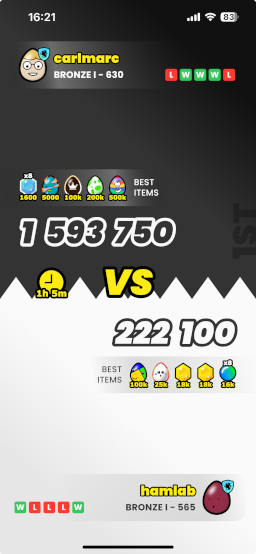 16:21
83
carlmarc
BRONZE I - 630
L W W W L
x8
1600 5000 100k 200k 500k
BEST
ITEMS
1 593 750
1ST
1h 5m
VS
222 100
BEST
ITEMS
x8
100k 25k 18k 18k 16k
hamlab
BRONZE I - 565
W L L L W